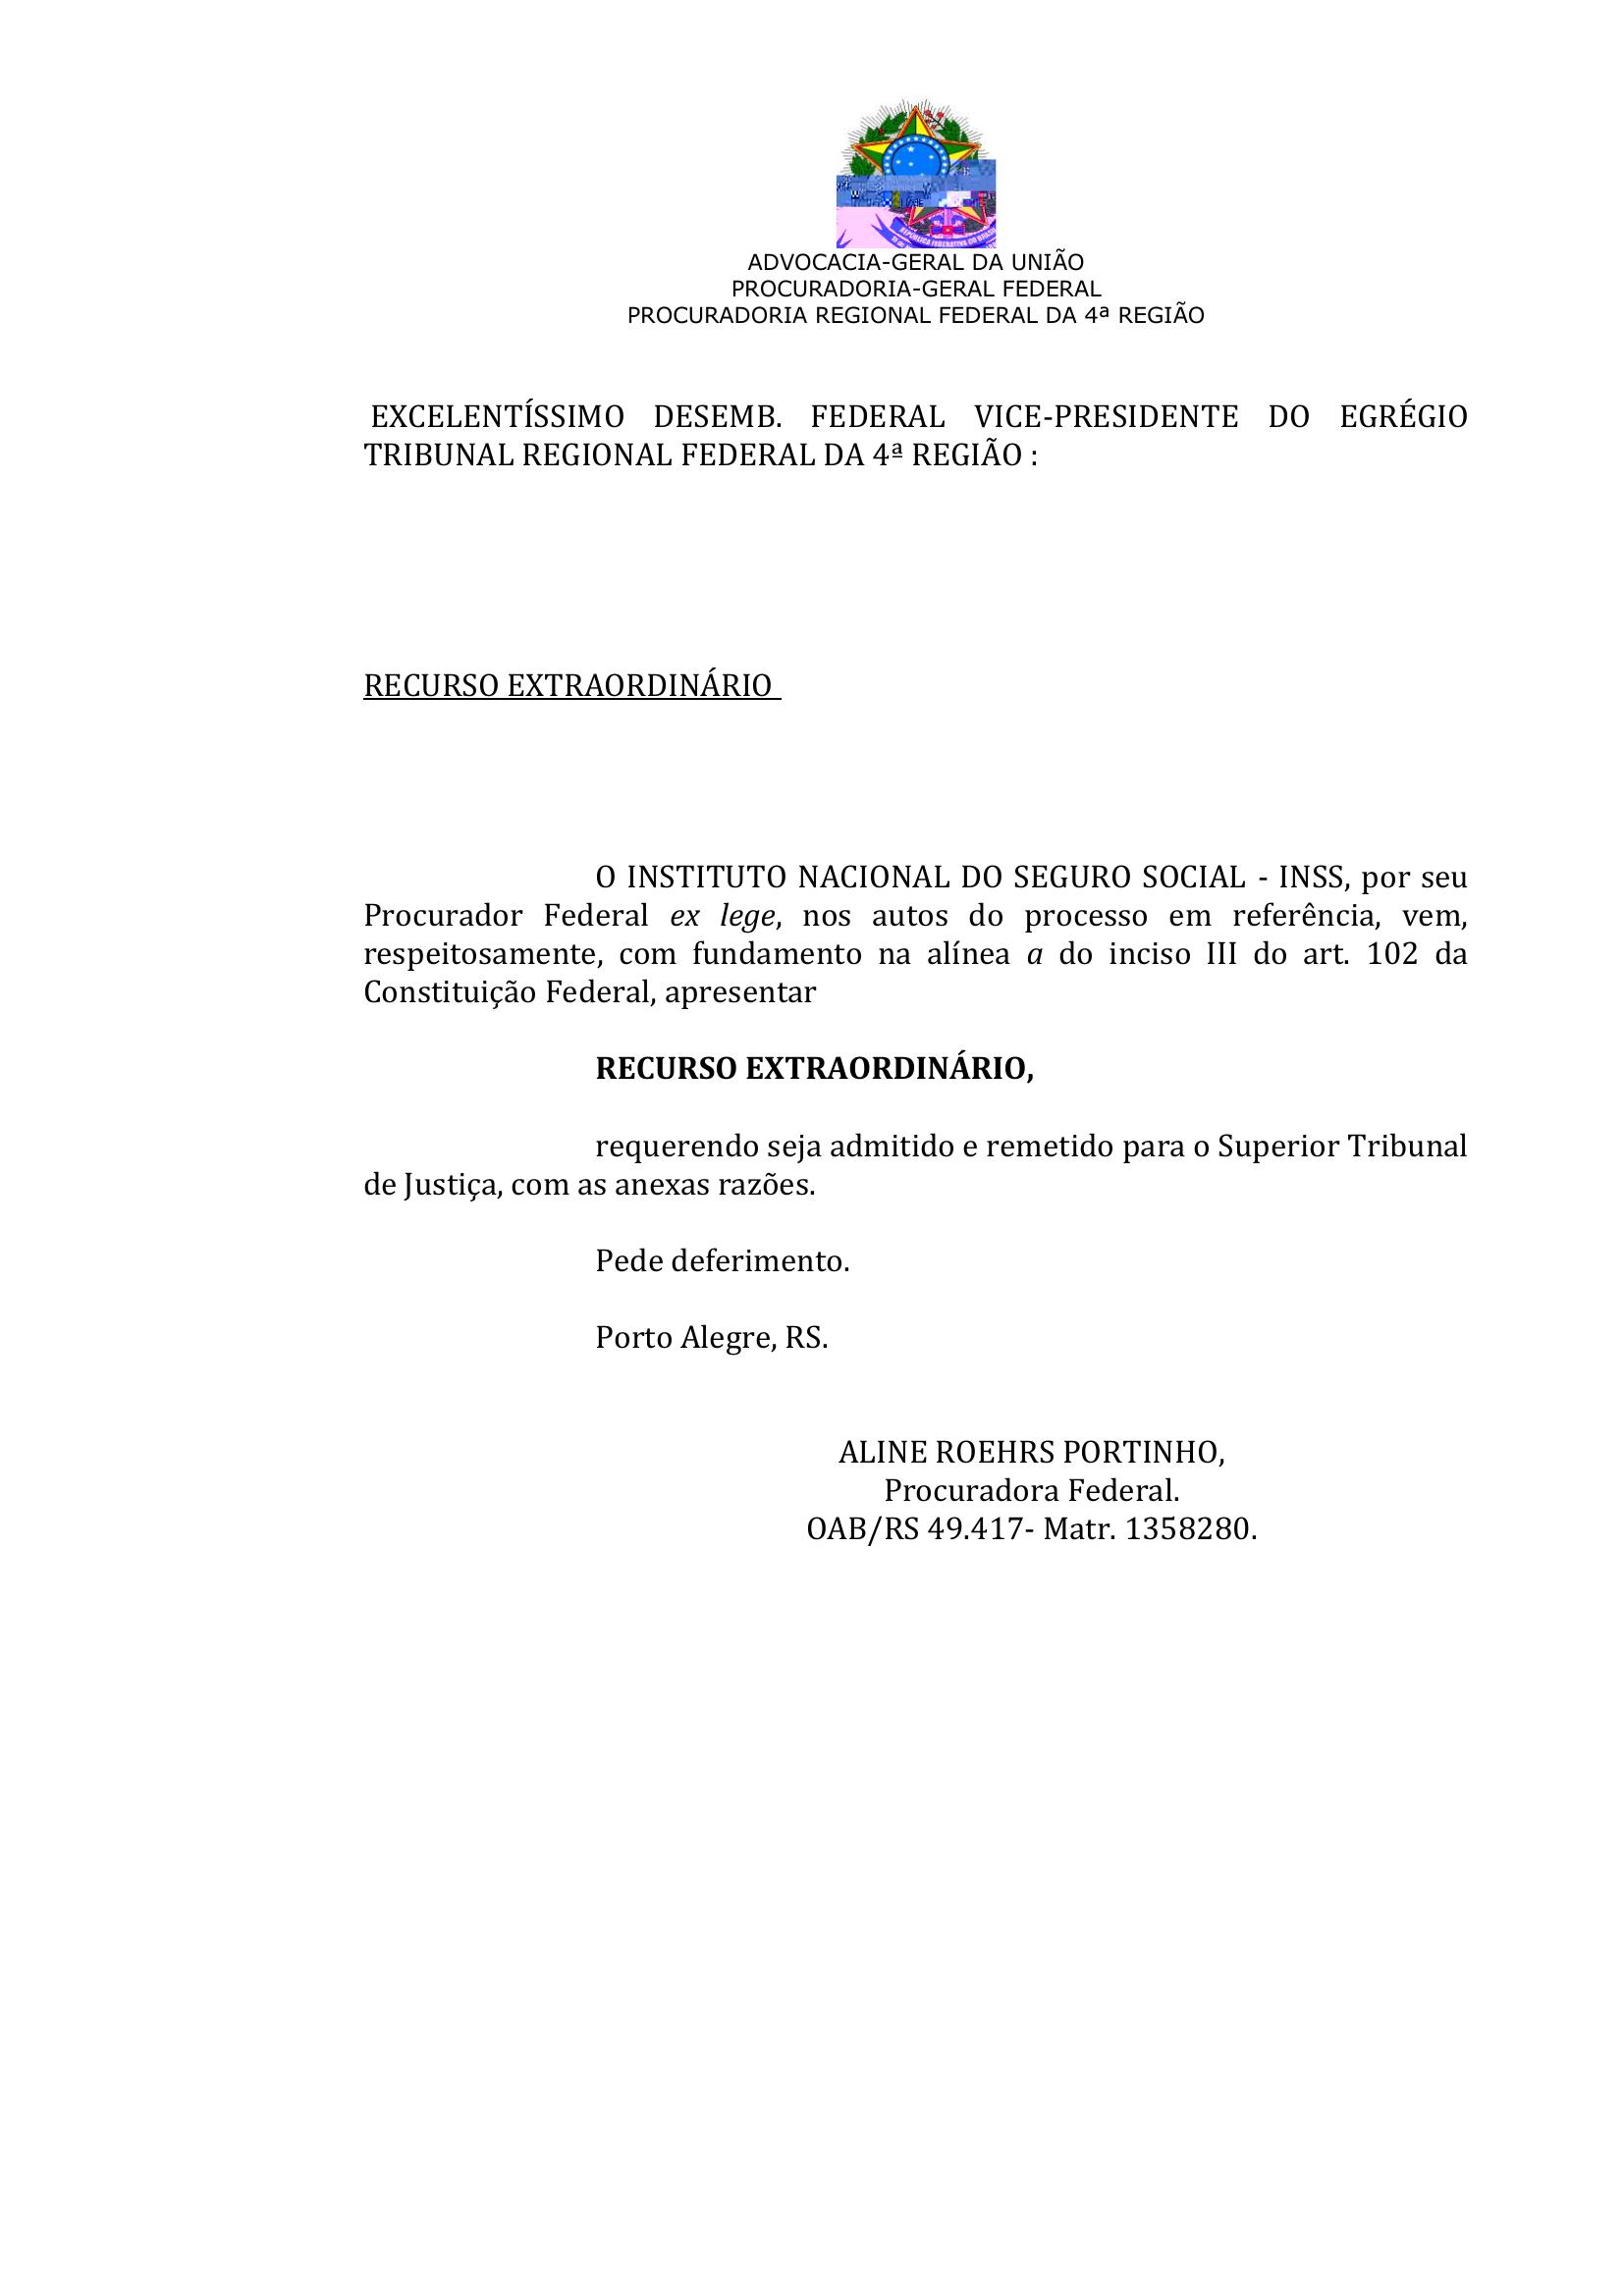 ADVOCACIA-GERAL DA UNIÃO
PROCURADORIA-GERAL FEDERAL
PROCURADORIA REGIONAL FEDERAL DA 4ª REGIÃO
EXCELENTÍSSIMO DESEMB. FEDERAL VICE-PRESIDENTE DO EGRÉGIO
TRIBUNAL REGIONAL FEDERAL DA 4ª REGIÃO :
RECURSO EXTRAORDINÁRIO
O INSTITUTO NACIONAL DO SEGURO SOCIAL - INSS, por seu
Procurador Federal ex lege, nos autos do processo em referência, vem,
respeitosamente, com fundamento na alínea a do inciso III do art. 102 da
Constituição Federal, apresentar
RECURSO EXTRAORDINÁRIO,
requerendo seja admitido e remetido para o Superior Tribunal
de Justiça, com as anexas razões.
Pede deferimento.
Porto Alegre, RS.
ALINE ROEHRS PORTINHO,
Procuradora Federal.
OAB/RS 49.417- Matr. 1358280.